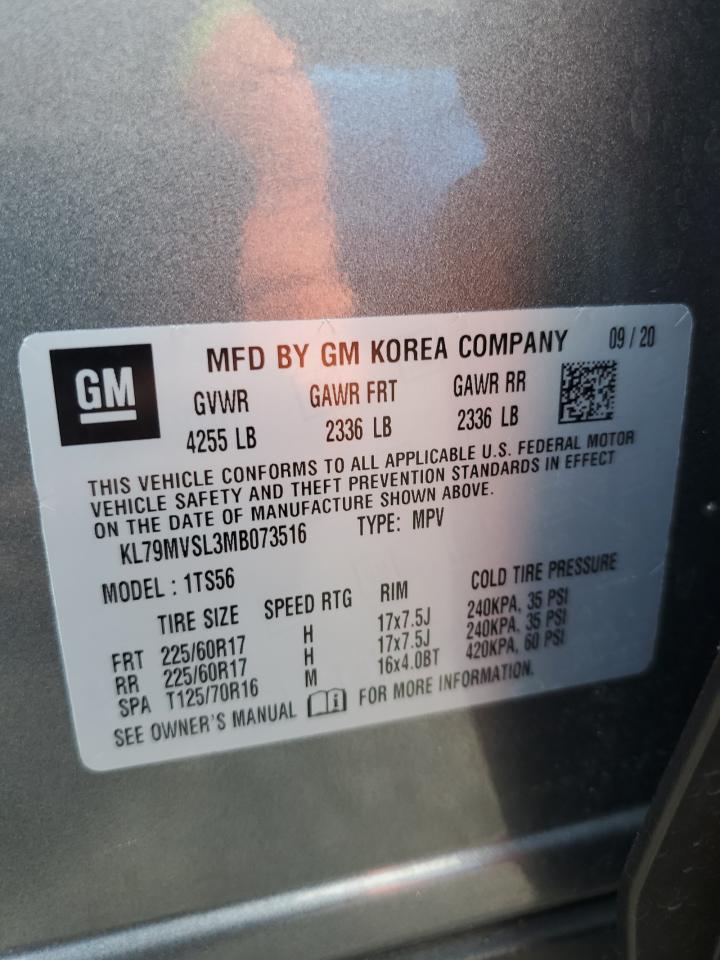 GM
MFD BY GM KOREA COMPANY 09 / 20
GVWR GAWR FRT GAWR RR
4255 LB 2336 LB 2336 LB
THIS VEHICLE CONFORMS TO ALL APPLICABLE U.S. FEDERAL MOTOR
VEHICLE SAFETY AND THEFT PREVENTION STANDARDS IN EFFECT
ON THE DATE OF MANUFACTURE SHOWN ABOVE.
KL79MVSL3MB073516 TYPE: MPV
MODEL : 1TS56
TIRE SIZE SPEED RTG RIM COLD TIRE PRESSURE
FRT 225/60R17 H 17x7.5J 240KPA, 35 PSI
RR 225/60R17 H 17x7.5J 240KPA, 35 PSI
SPA T125/70R16 M 16x4.0BT 420KPA, 60 PSI
SEE OWNER'S MANUAL i FOR MORE INFORMATION.